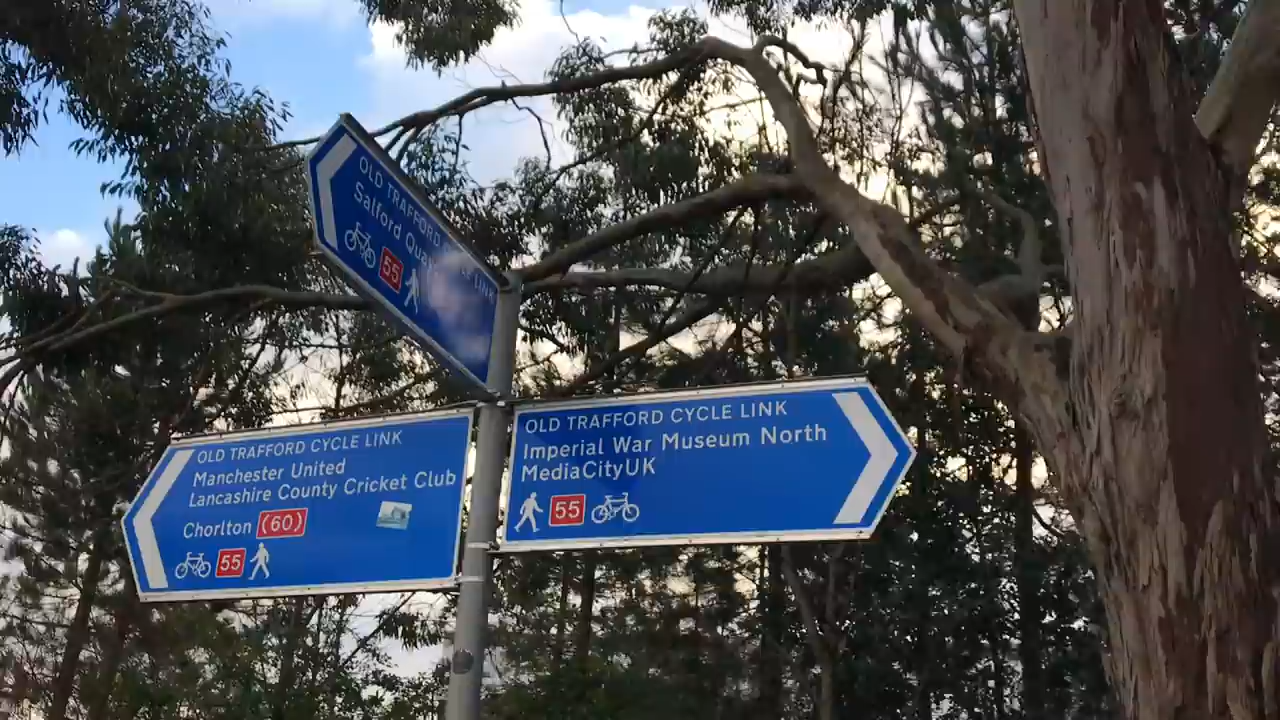 OLD TRAFFORD LINK
Salford
55
OLD TRAFFORD CYCLE LINK
Manchester United
Lancashire County Cricket Club
Chorlton (60)
55
OLD TRAFFORD CYCLE LINK
Imperial War Museum North
MediaCityUK
55